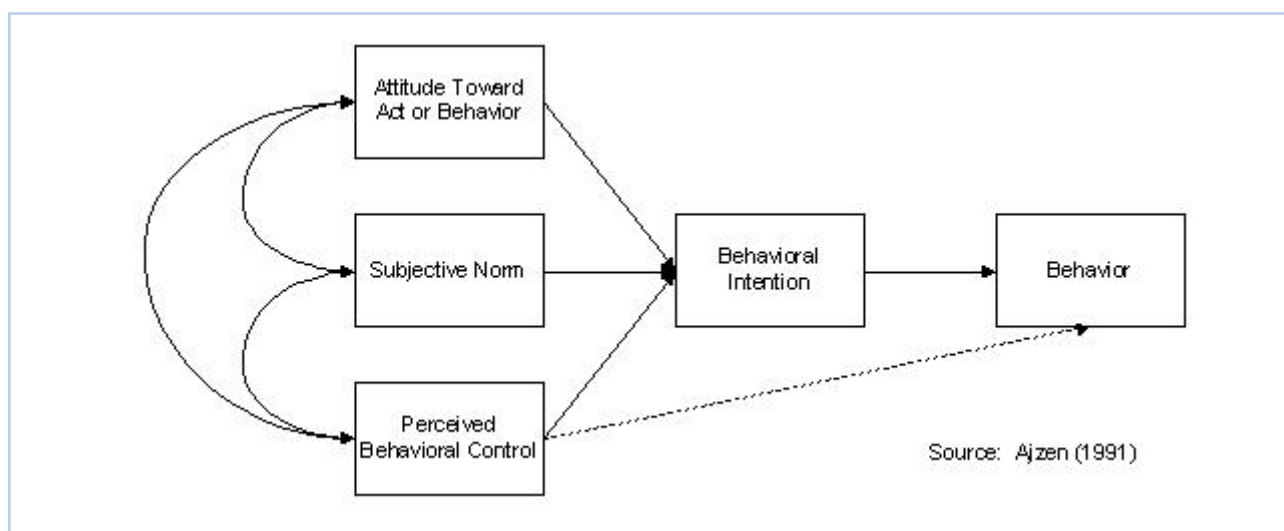 Attitude Toward
Act or Behavior
Subjective Norm
Behavioral
Intention
Behavior
Perceived
Behavioral Control
Source: Ajzen (1991)